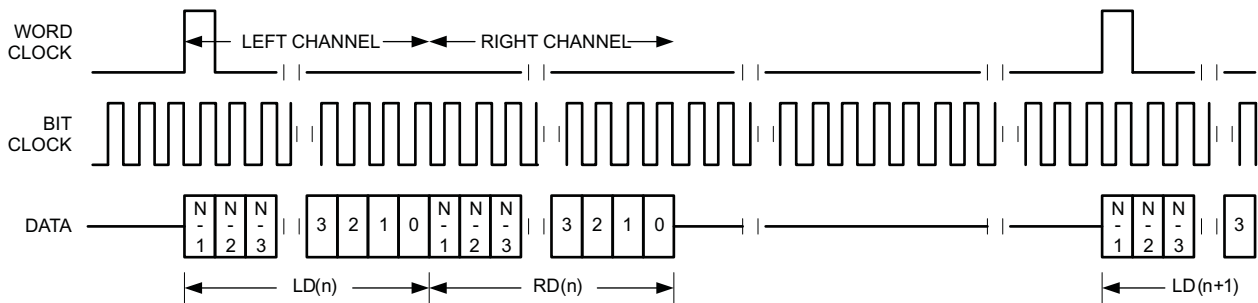 WORD
CLOCK
LEFT CHANNEL
RIGHT CHANNEL
BIT
CLOCK
DATA
N-1
N-2
N-3
3
2
1
0
N-1
N-2
N-3
3
2
1
0
N-1
N-2
N-3
3
LD(n)
RD(n)
LD(n+1)